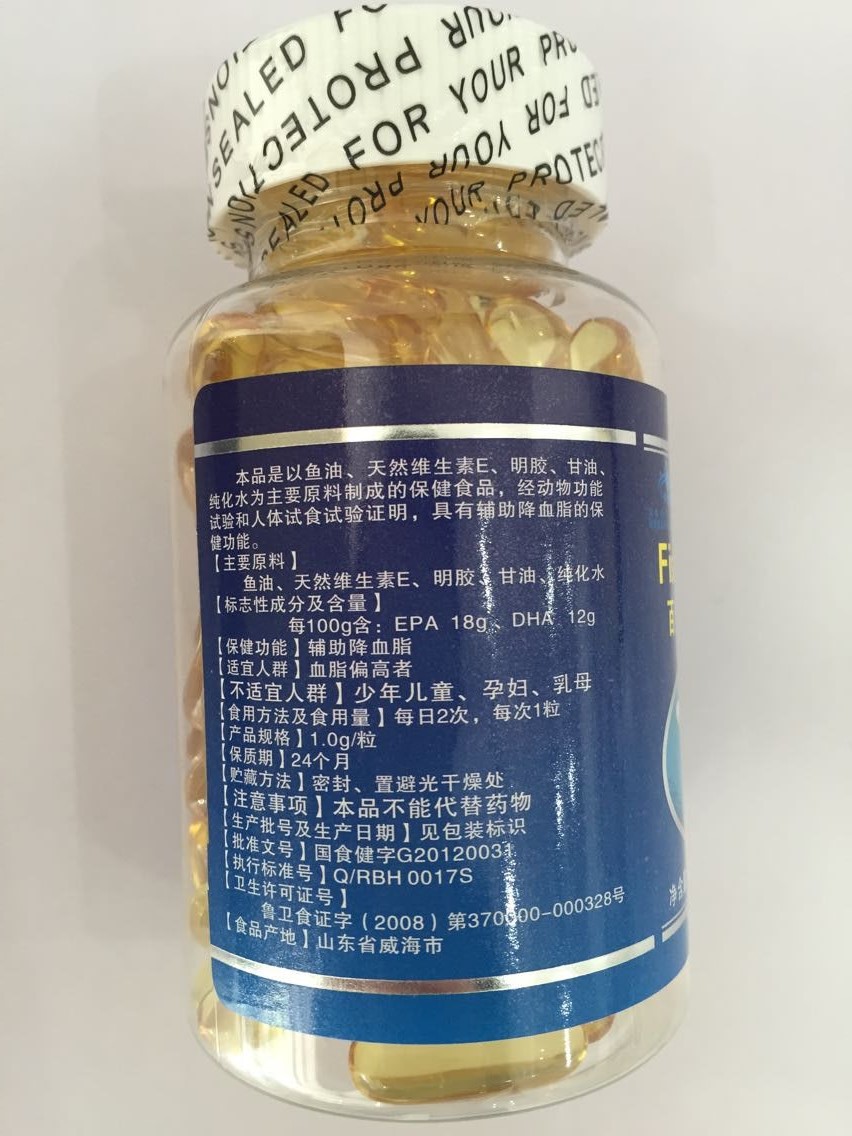 SEALED FOR YOUR PROTECTION
SEALED FOR YOUR
本品是以鱼油、天然维生素E、明胶、甘油、
纯化水为主要原料制成的保健食品，经动物功能
试验和人体试食试验证明，具有辅助降血脂的保
健功能。
【主要原料】
鱼油、天然维生素E、明胶、甘油、纯化水
【标志性成分及含量】
每100g含：EPA 18g、DHA 12g
【保健功能】辅助降血脂
【适宜人群】血脂偏高者
【不适宜人群】少年儿童、孕妇、乳母
【食用方法及食用量】每日2次，每次1粒
【产品规格】1.0g/粒
【保质期】24个月
【贮藏方法】密封、置避光干燥处
【注意事项】本品不能代替药物
【生产批号及生产日期】见包装标识
【批准文号】国食健字G20120031
【执行标准号】Q/RBH 0017S
【卫生许可证号】
鲁卫食证字（2008）第370000-000328号
【食品产地】山东省威海市
净含